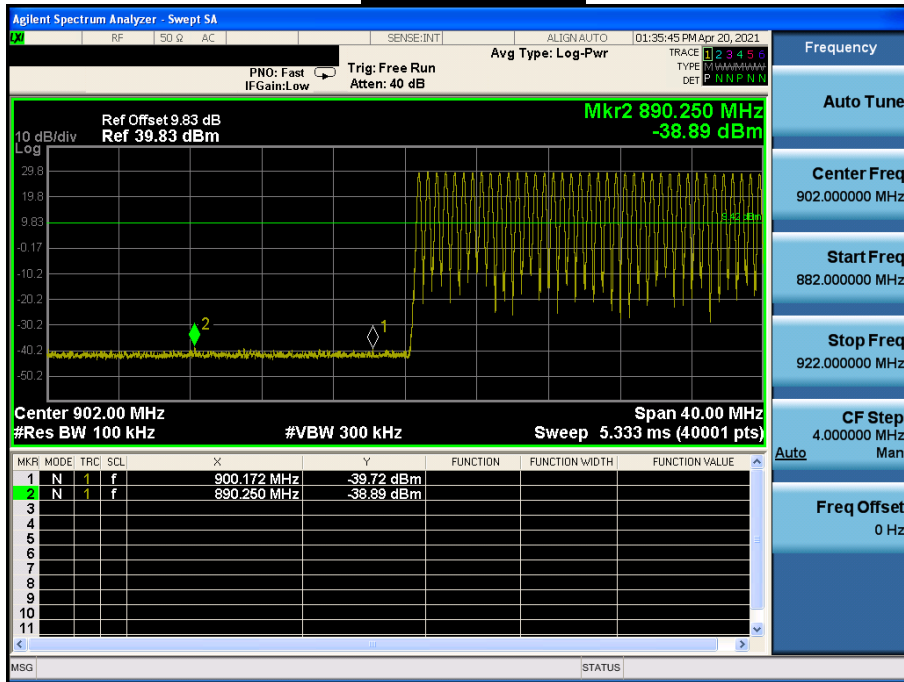 Agilent Spectrum Analyzer - Swept SA
LXI RF 50 Ω AC SENSE:INT ALIGN AUTO 01:35:45 PM Apr 20, 2021
Avg Type: Log-Pwr
TRACE 1 2 3 4 5 6
PNO: Fast Trig: Free Run
TYPE M WWWWW
IFGain:Low Atten: 40 dB
DET P N N P N N
Mkr2 890.250 MHz
Ref Offset 9.83 dB
-38.89 dBm
10 dB/div Ref 39.83 dBm
Log
29.8
19.8
9.83
9.42 dBm
-0.17
-10.2
-20.2
-30.2
-40.2
-50.2
2
1
Center 902.00 MHz Span 40.00 MHz
#Res BW 100 kHz #VBW 300 kHz Sweep 5.333 ms (40001 pts)
MKR MODE TRC SCL X Y FUNCTION FUNCTION WIDTH FUNCTION VALUE
1 N 1 f 900.172 MHz -39.72 dBm
2 N 1 f 890.250 MHz -38.89 dBm
3
4
5
6
7
8
9
10
11
MSG STATUS
Frequency
Auto Tune
Center Freq
902.000000 MHz
Start Freq
882.000000 MHz
Stop Freq
922.000000 MHz
CF Step
4.000000 MHz
Auto Man
Freq Offset
0 Hz